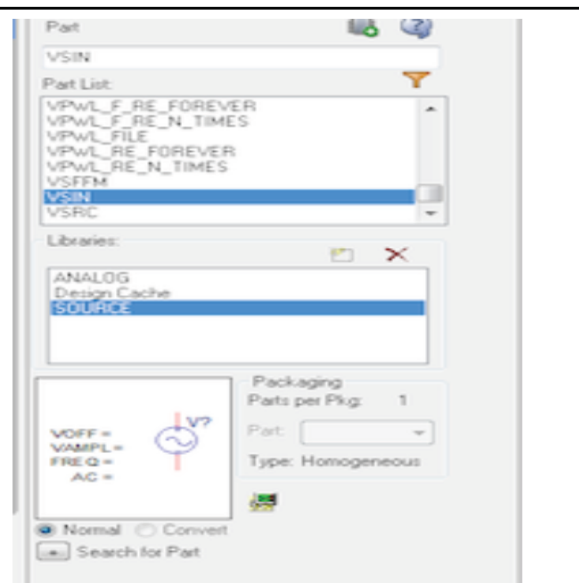 Part
VSIN
Part List:
VPWL_F_RE_FOREVER
VPWL_F_RE_N_TIMES
VPWL_FILE
VPWL_RE_FOREVER
VPWL_RE_N_TIMES
VSFFM
VSIN
VSRC
Libraries:
ANALOG
Design Cache
SOURCE
Packaging
Parts per Pkg: 1
Part:
Type: Homogeneous
V?
VOFF =
VAMPL =
FREQ =
AC =
Normal Convert
Search for Part